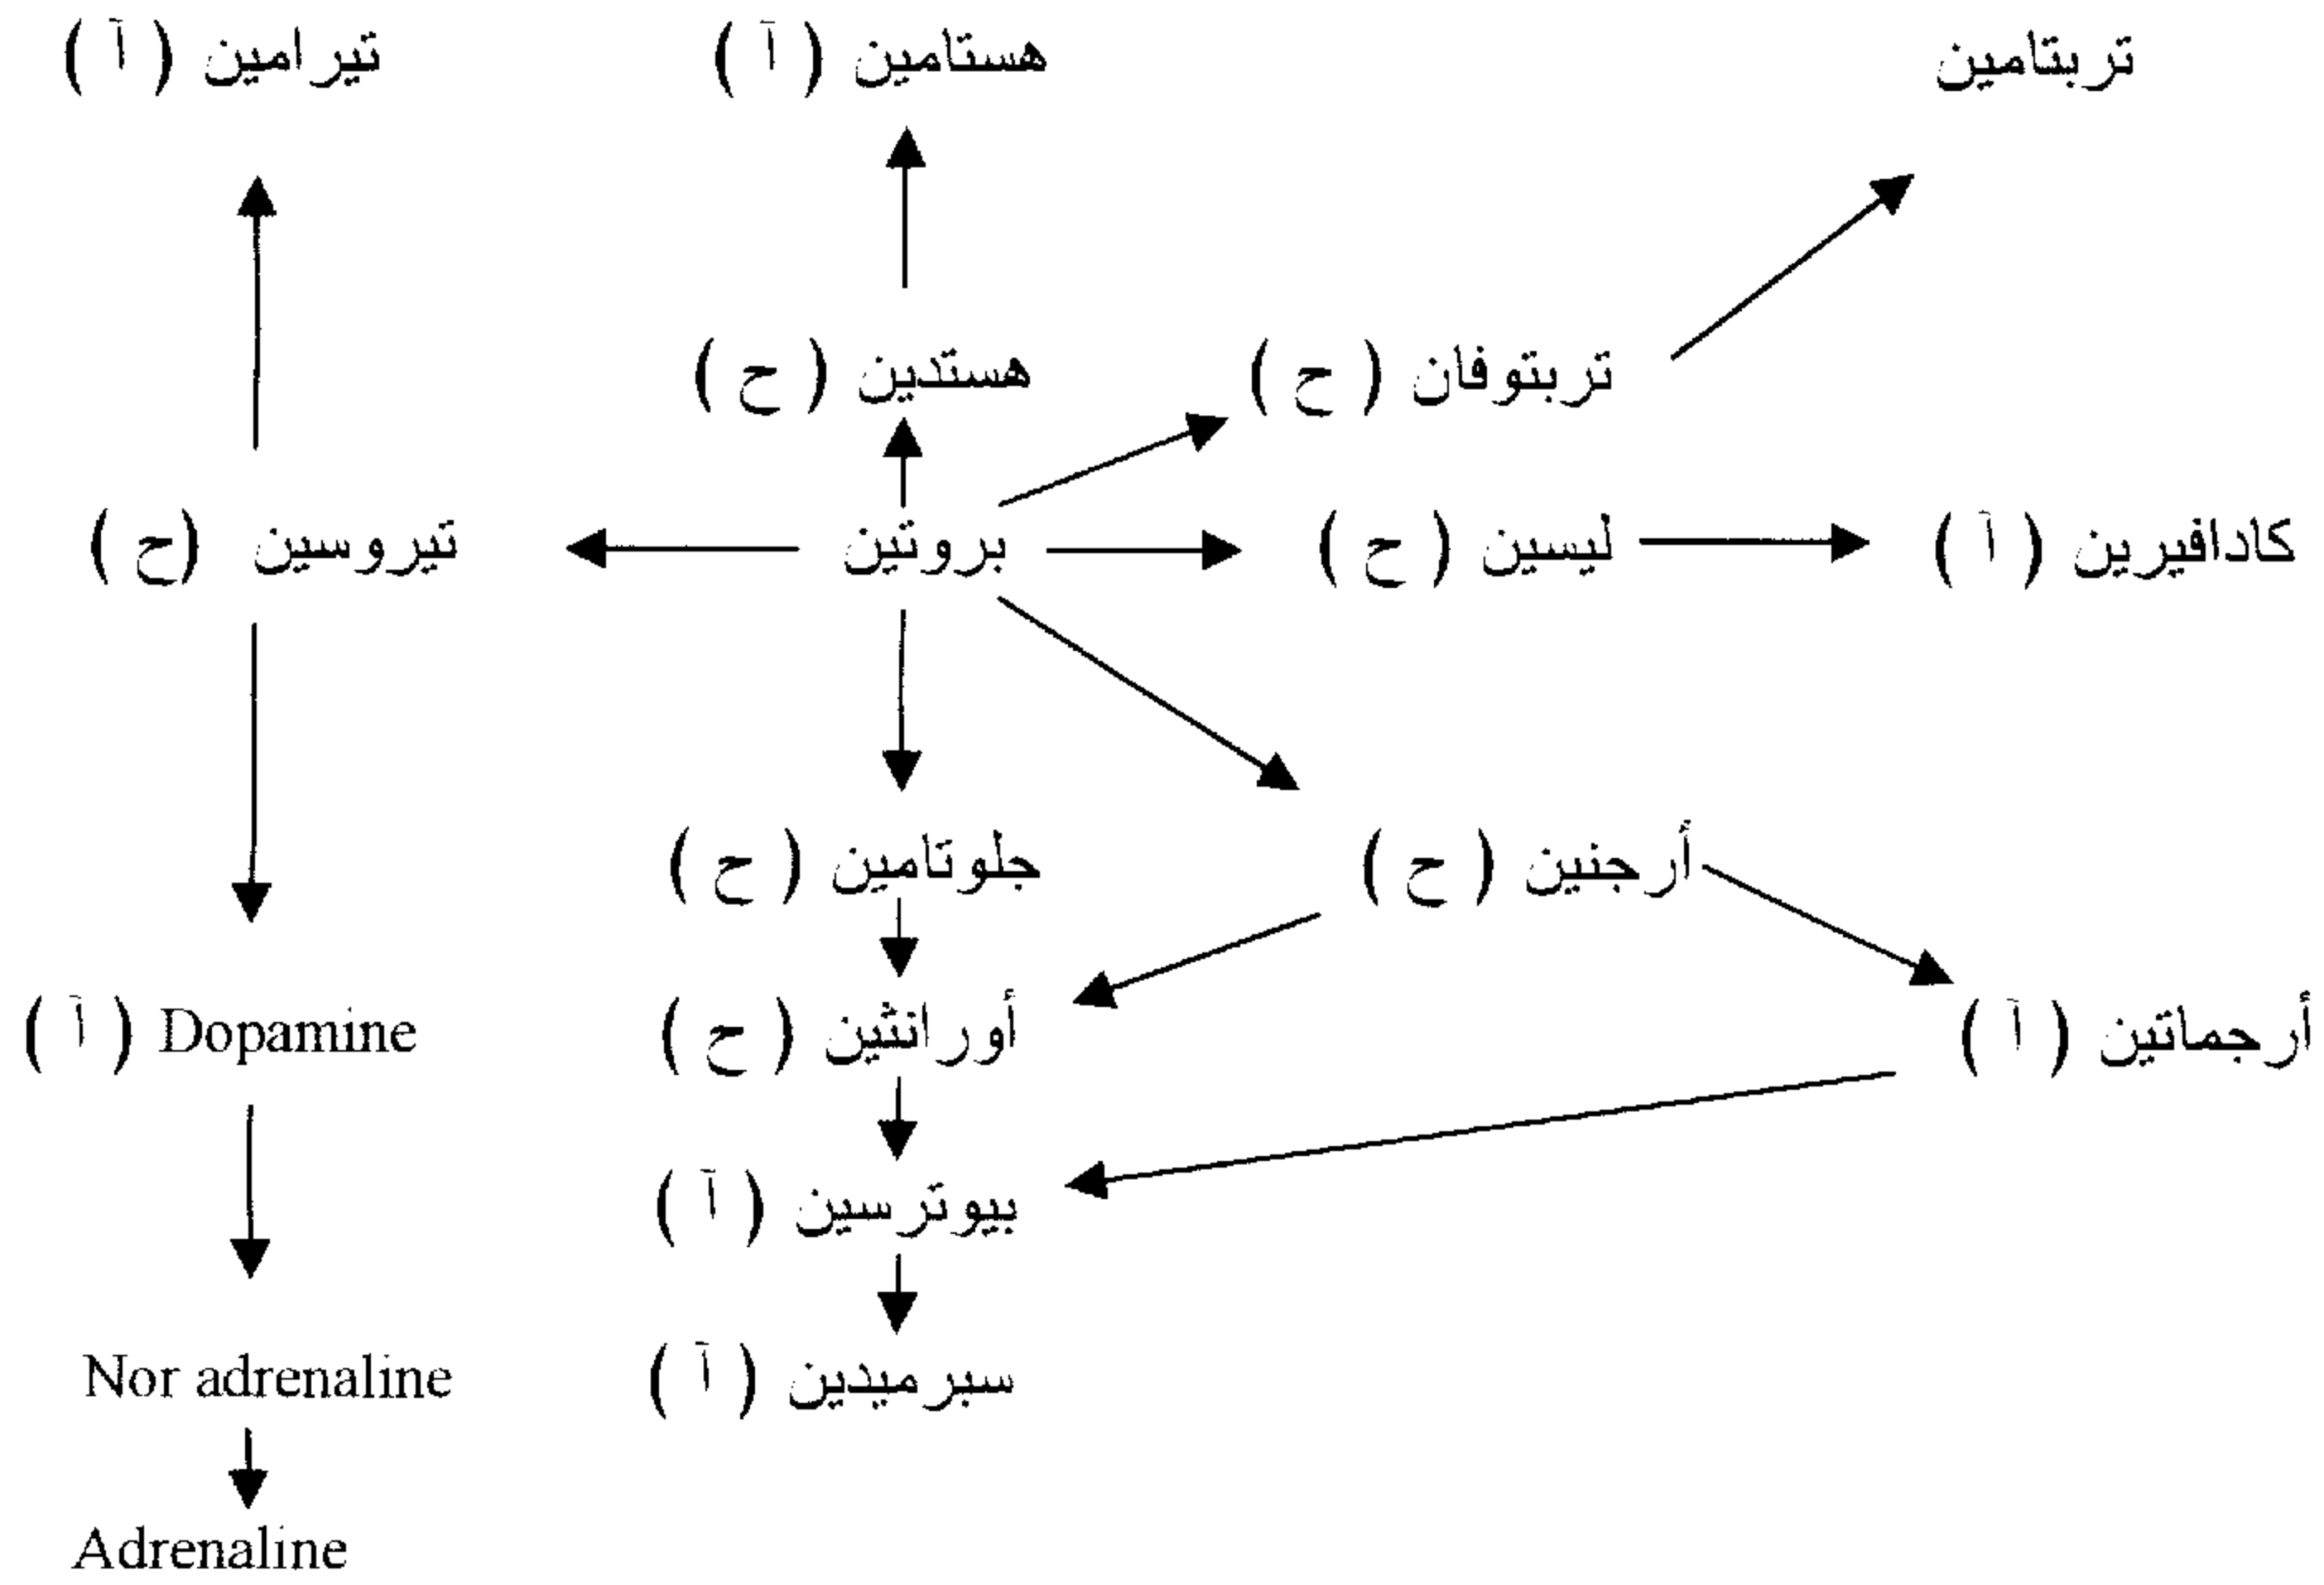 تربتامين
هستامين ( أ )
تيرامين ( أ )
تربتوفان ( ح )
هستدين ( ح )
كادافيرين ( أ )
ليسين ( ح )
بروتين
تيروسين (ح )
أرجنين ( ح )
جلوتامين ( ح )
أرجماتين ( أ )
أورانثين ( ح )
Dopamine ( أ )
بيوترسين ( أ )
سبرميدين ( أ )
Nor adrenaline
Adrenaline